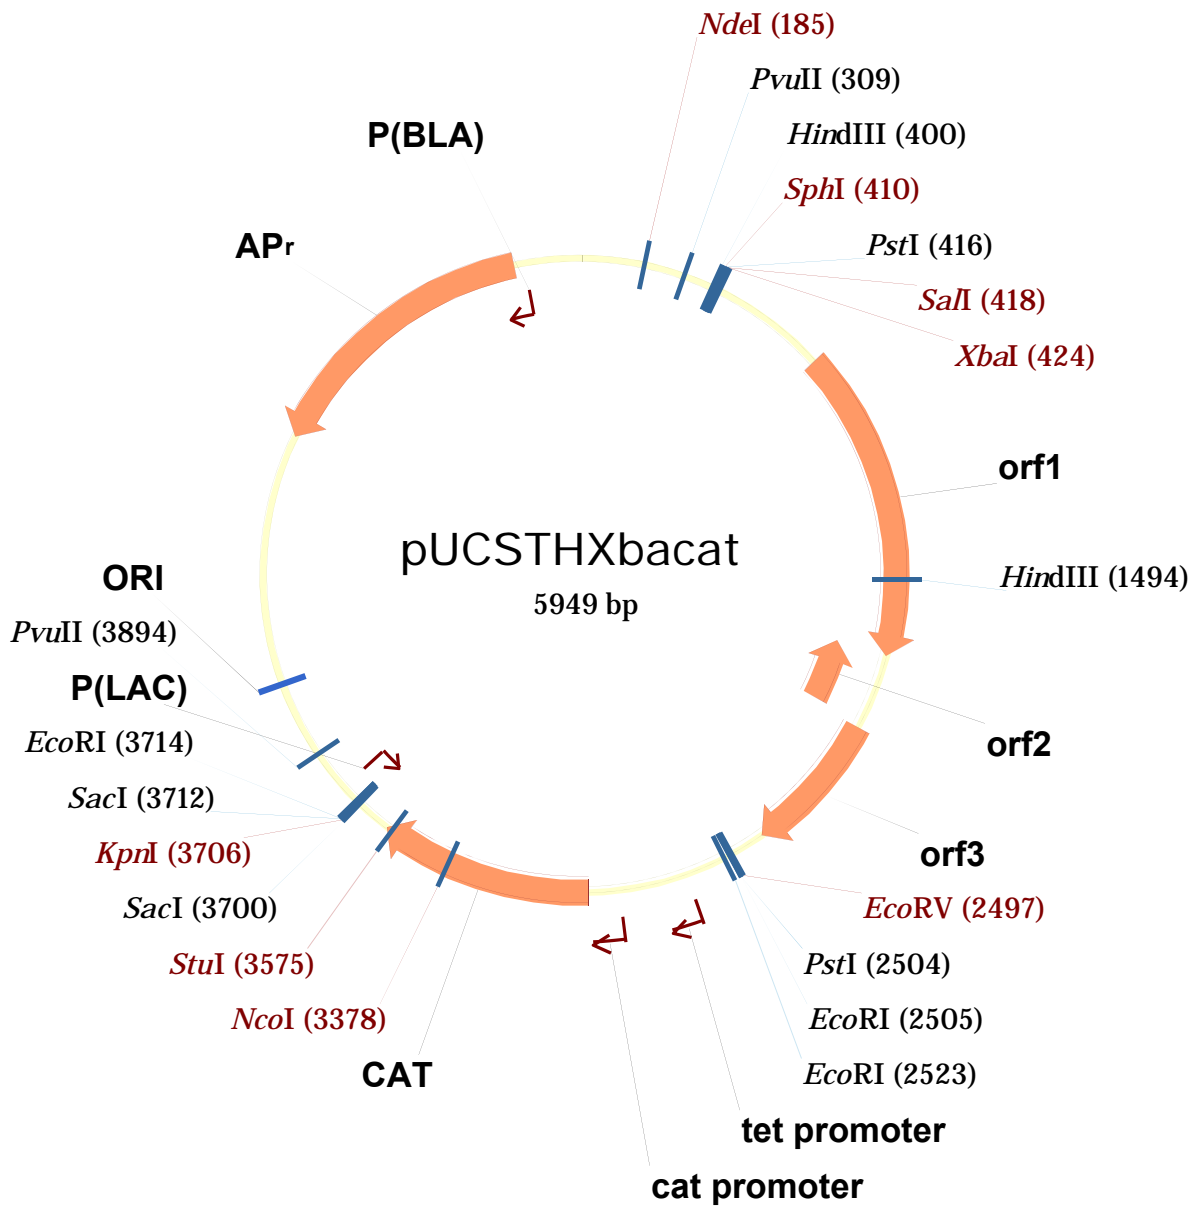 NdeI (185)
PvuII (309)
P(BLA)
HindIII (400)
SphI (410)
APr
PstI (416)
SalI (418)
XbaI (424)
orf1
pUCSTHXbacat
HindIII (1494)
ORI
5949 bp
PvuII (3894)
P(LAC)
EcoRI (3714)
orf2
SacI (3712)
KpnI (3706)
orf3
SacI (3700)
EcoRV (2497)
StuI (3575)
PstI (2504)
NcoI (3378)
EcoRI (2505)
CAT
EcoRI (2523)
tet promoter
cat promoter